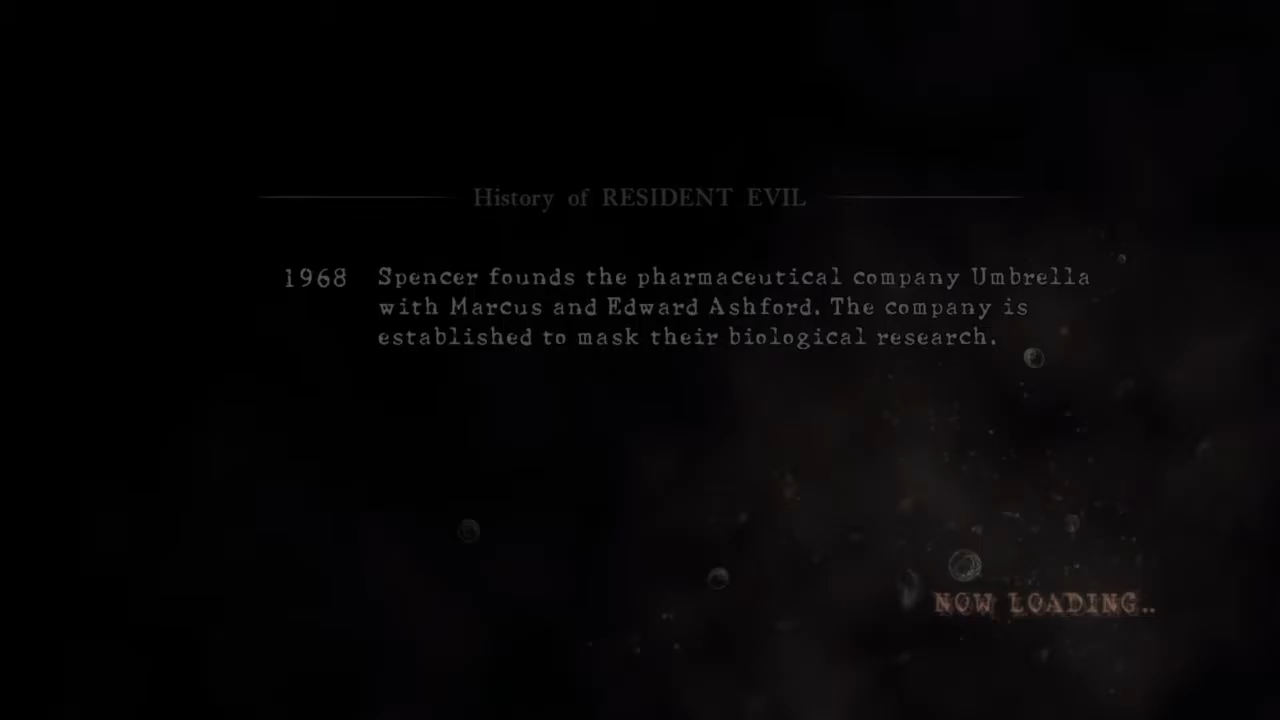 History of RESIDENT EVIL
1968 Spencer founds the pharmaceutical company Umbrella
with Marcus and Edward Ashford. The company is
established to mask their biological research.
NOW LOADING..